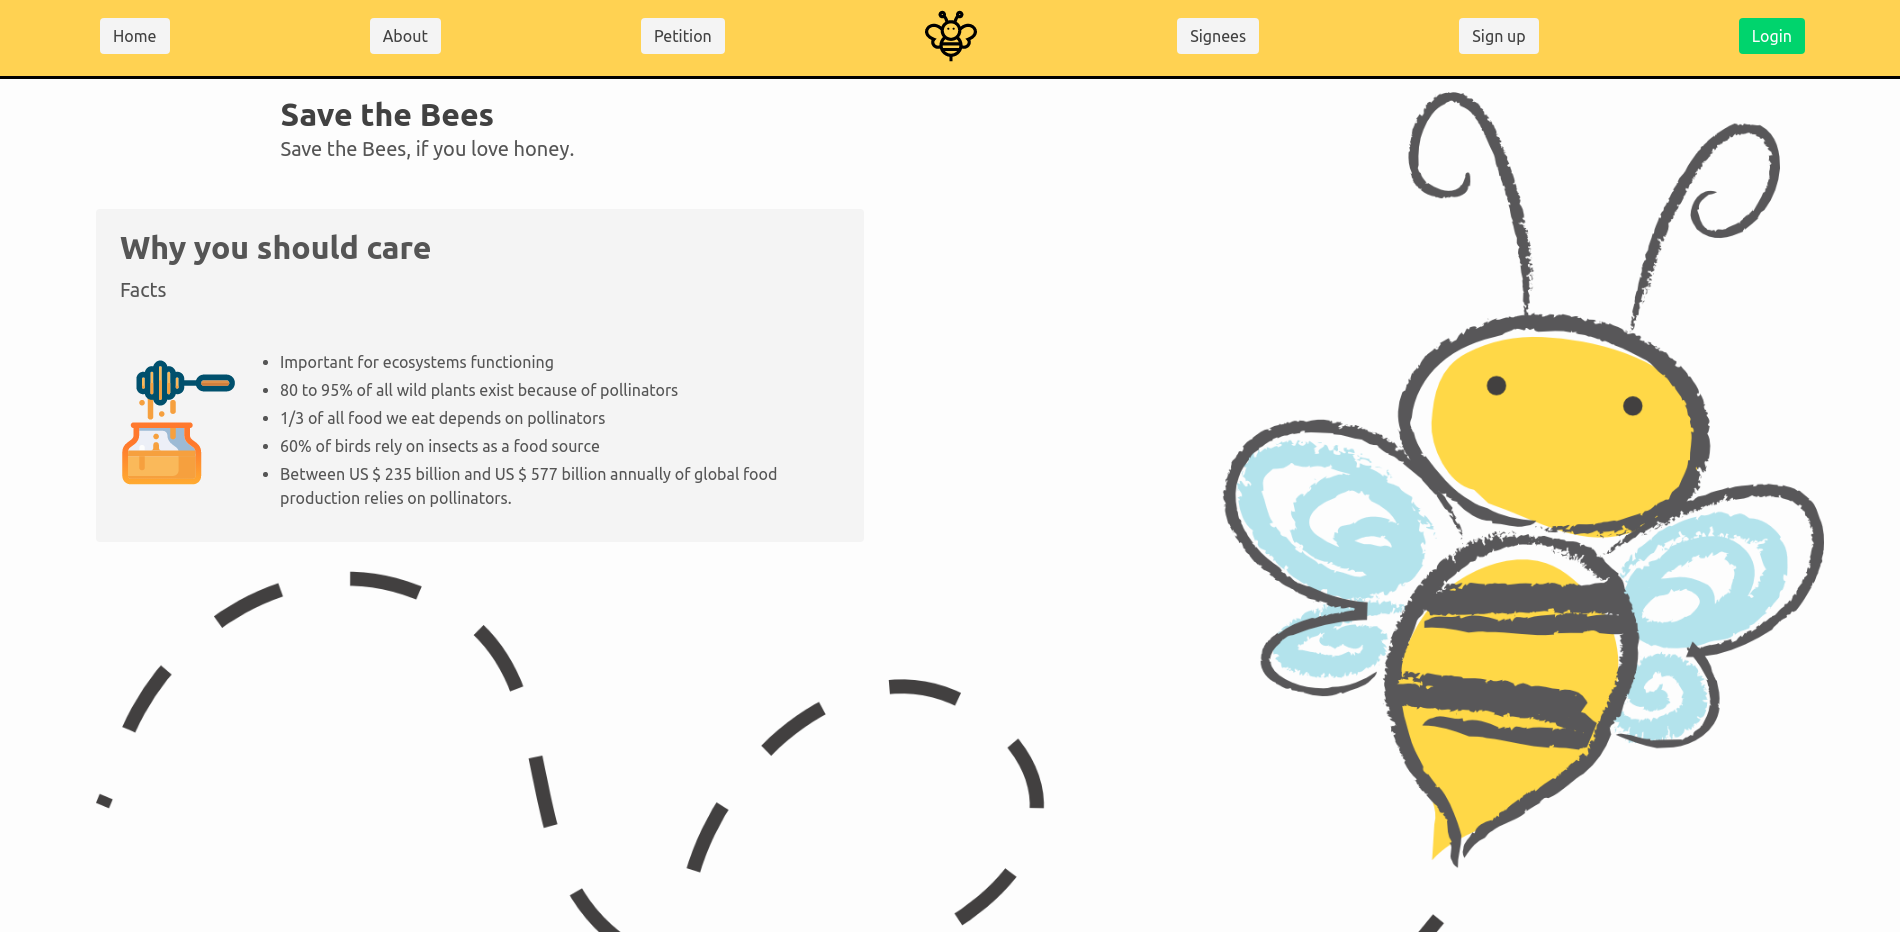 Home
About
Petition
Signees
Sign up
Login
Save the Bees
Save the Bees, if you love honey.
Why you should care
Facts
Important for ecosystems functioning
80 to 95% of all wild plants exist because of pollinators
1/3 of all food we eat depends on pollinators
60% of birds rely on insects as a food source
Between US $ 235 billion and US $ 577 billion annually of global food
production relies on pollinators.